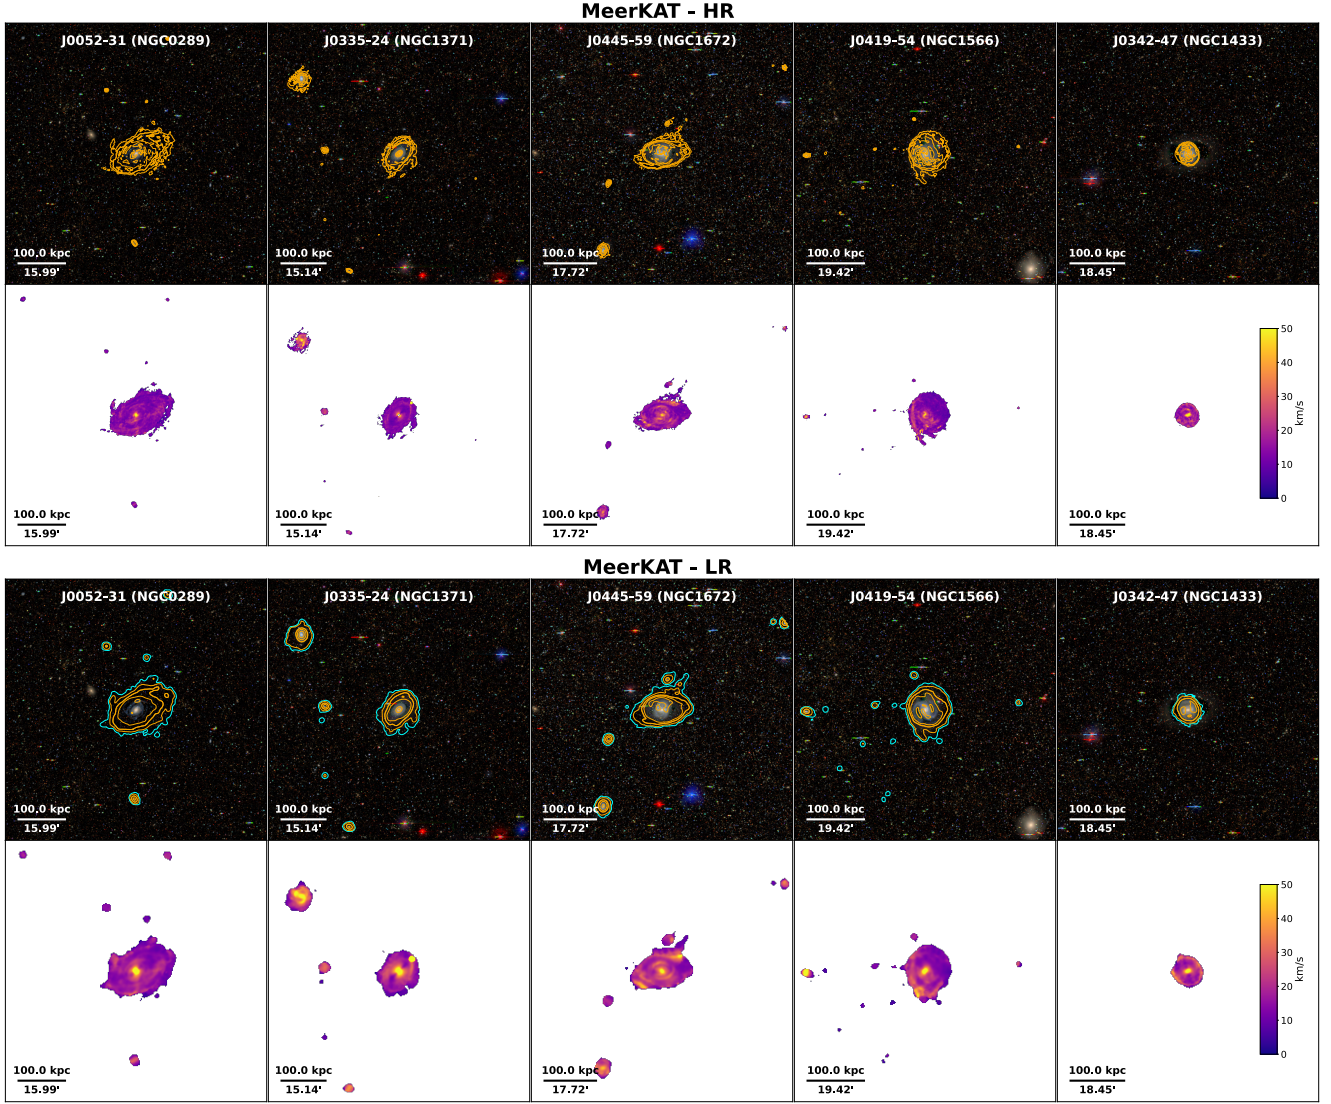 MeerKAT - HR
J0052–31 (NGC0289)
J0335–24 (NGC1371)
J0445–59 (NGC1672)
J0419–54 (NGC1566)
J0342–47 (NGC1433)
100.0 kpc
15.99'
100.0 kpc
15.14'
100.0 kpc
17.72'
100.0 kpc
19.42'
100.0 kpc
18.45'
50
40
30
20
10
0
km/s
100.0 kpc
15.99'
100.0 kpc
15.14'
100.0 kpc
17.72'
100.0 kpc
19.42'
100.0 kpc
18.45'
MeerKAT - LR
J0052–31 (NGC0289)
J0335–24 (NGC1371)
J0445–59 (NGC1672)
J0419–54 (NGC1566)
J0342–47 (NGC1433)
100.0 kpc
15.99'
100.0 kpc
15.14'
100.0 kpc
17.72'
100.0 kpc
19.42'
100.0 kpc
18.45'
50
40
30
20
10
0
km/s
100.0 kpc
15.99'
100.0 kpc
15.14'
100.0 kpc
17.72'
100.0 kpc
19.42'
100.0 kpc
18.45'